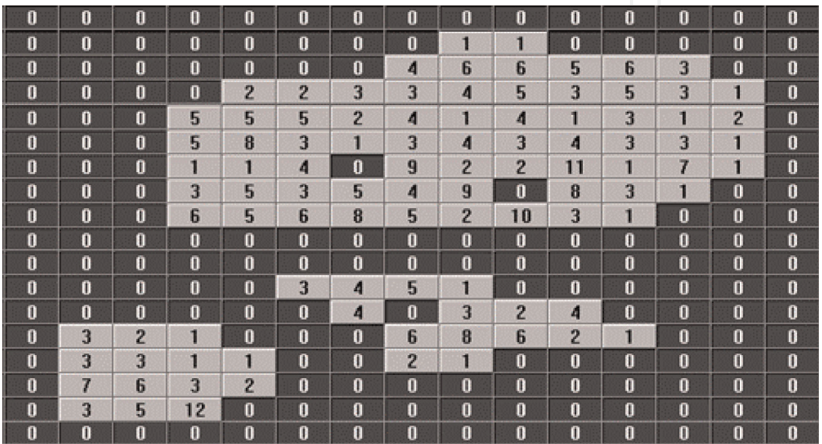 0 0 0 0 0 0 0 0 0 0 0 0 0 0 0
0 0 0 0 0 0 0 0 1 1 0 0 0 0 0
0 0 0 0 0 0 0 4 6 6 5 6 3 0 0
0 0 0 0 2 2 3 3 4 5 3 5 3 1 0
0 0 0 5 5 5 2 4 1 4 1 3 1 2 0
0 0 0 5 8 3 1 3 4 3 4 3 3 1 0
0 0 0 1 1 4 0 9 2 2 11 1 7 1 0
0 0 0 3 5 3 5 4 9 0 8 3 1 0 0
0 0 0 6 5 6 8 5 2 10 3 1 0 0 0
0 0 0 0 0 0 0 0 0 0 0 0 0 0 0
0 0 0 0 0 0 0 0 0 0 0 0 0 0 0
0 0 0 0 0 3 4 5 1 0 0 0 0 0 0
0 0 0 0 0 0 4 0 3 2 4 0 0 0 0
0 3 2 1 0 0 0 6 8 6 2 1 0 0 0
0 3 3 1 1 0 0 2 1 0 0 0 0 0 0
0 7 6 3 2 0 0 0 0 0 0 0 0 0 0
0 3 5 12 0 0 0 0 0 0 0 0 0 0 0
0 0 0 0 0 0 0 0 0 0 0 0 0 0 0